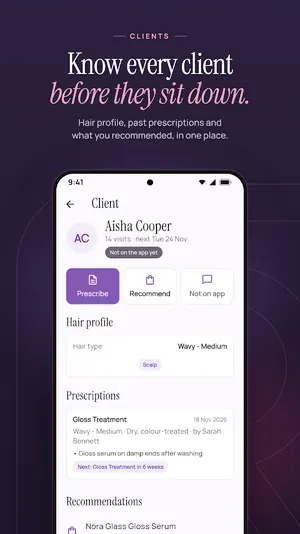 CLIENTS
Know every client
before they sit down.
Hair profile, past prescriptions and
what you recommended, in one place.
9:41
Client
AC
Aisha Cooper
14 visits · next Tue 24 Nov
Not on the app yet
Prescribe
Recommend
Not on app
Hair profile
Hair type
Wavy - Medium
Scalp
Prescriptions
Gloss Treatment
18 Nov 2026
Wavy - Medium · Dry, colour-treated · by Sarah
Bonnett
• Gloss serum on damp ends after washing
Next: Gloss Treatment in 6 weeks
Recommendations
Nóra Glass Gloss Serum